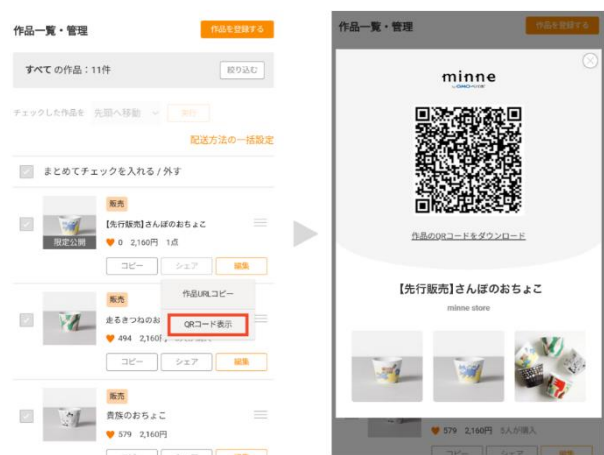 作品一覧・管理
作品を登録する
すべて の作品：11件
絞り込む
チェックした作品を 先頭へ移動
配送方法の一括設定
まとめてチェックを入れる / 外す
販売
【先行販売】さんぽのおちょこ
限定公開
0 2,160円 1点
コピー シェア 編集
作品URLコピー
QRコード表示
販売
走るきつねのお
494 2,160
コピー シェア 編集
販売
貴族のおちょこ
579 2,160円
作品一覧・管理
作品を登録する
minne
作品のQRコードをダウンロード
【先行販売】さんぽのおちょこ
minne store
579 2,160円 5人が購入
コピー シェア 編集